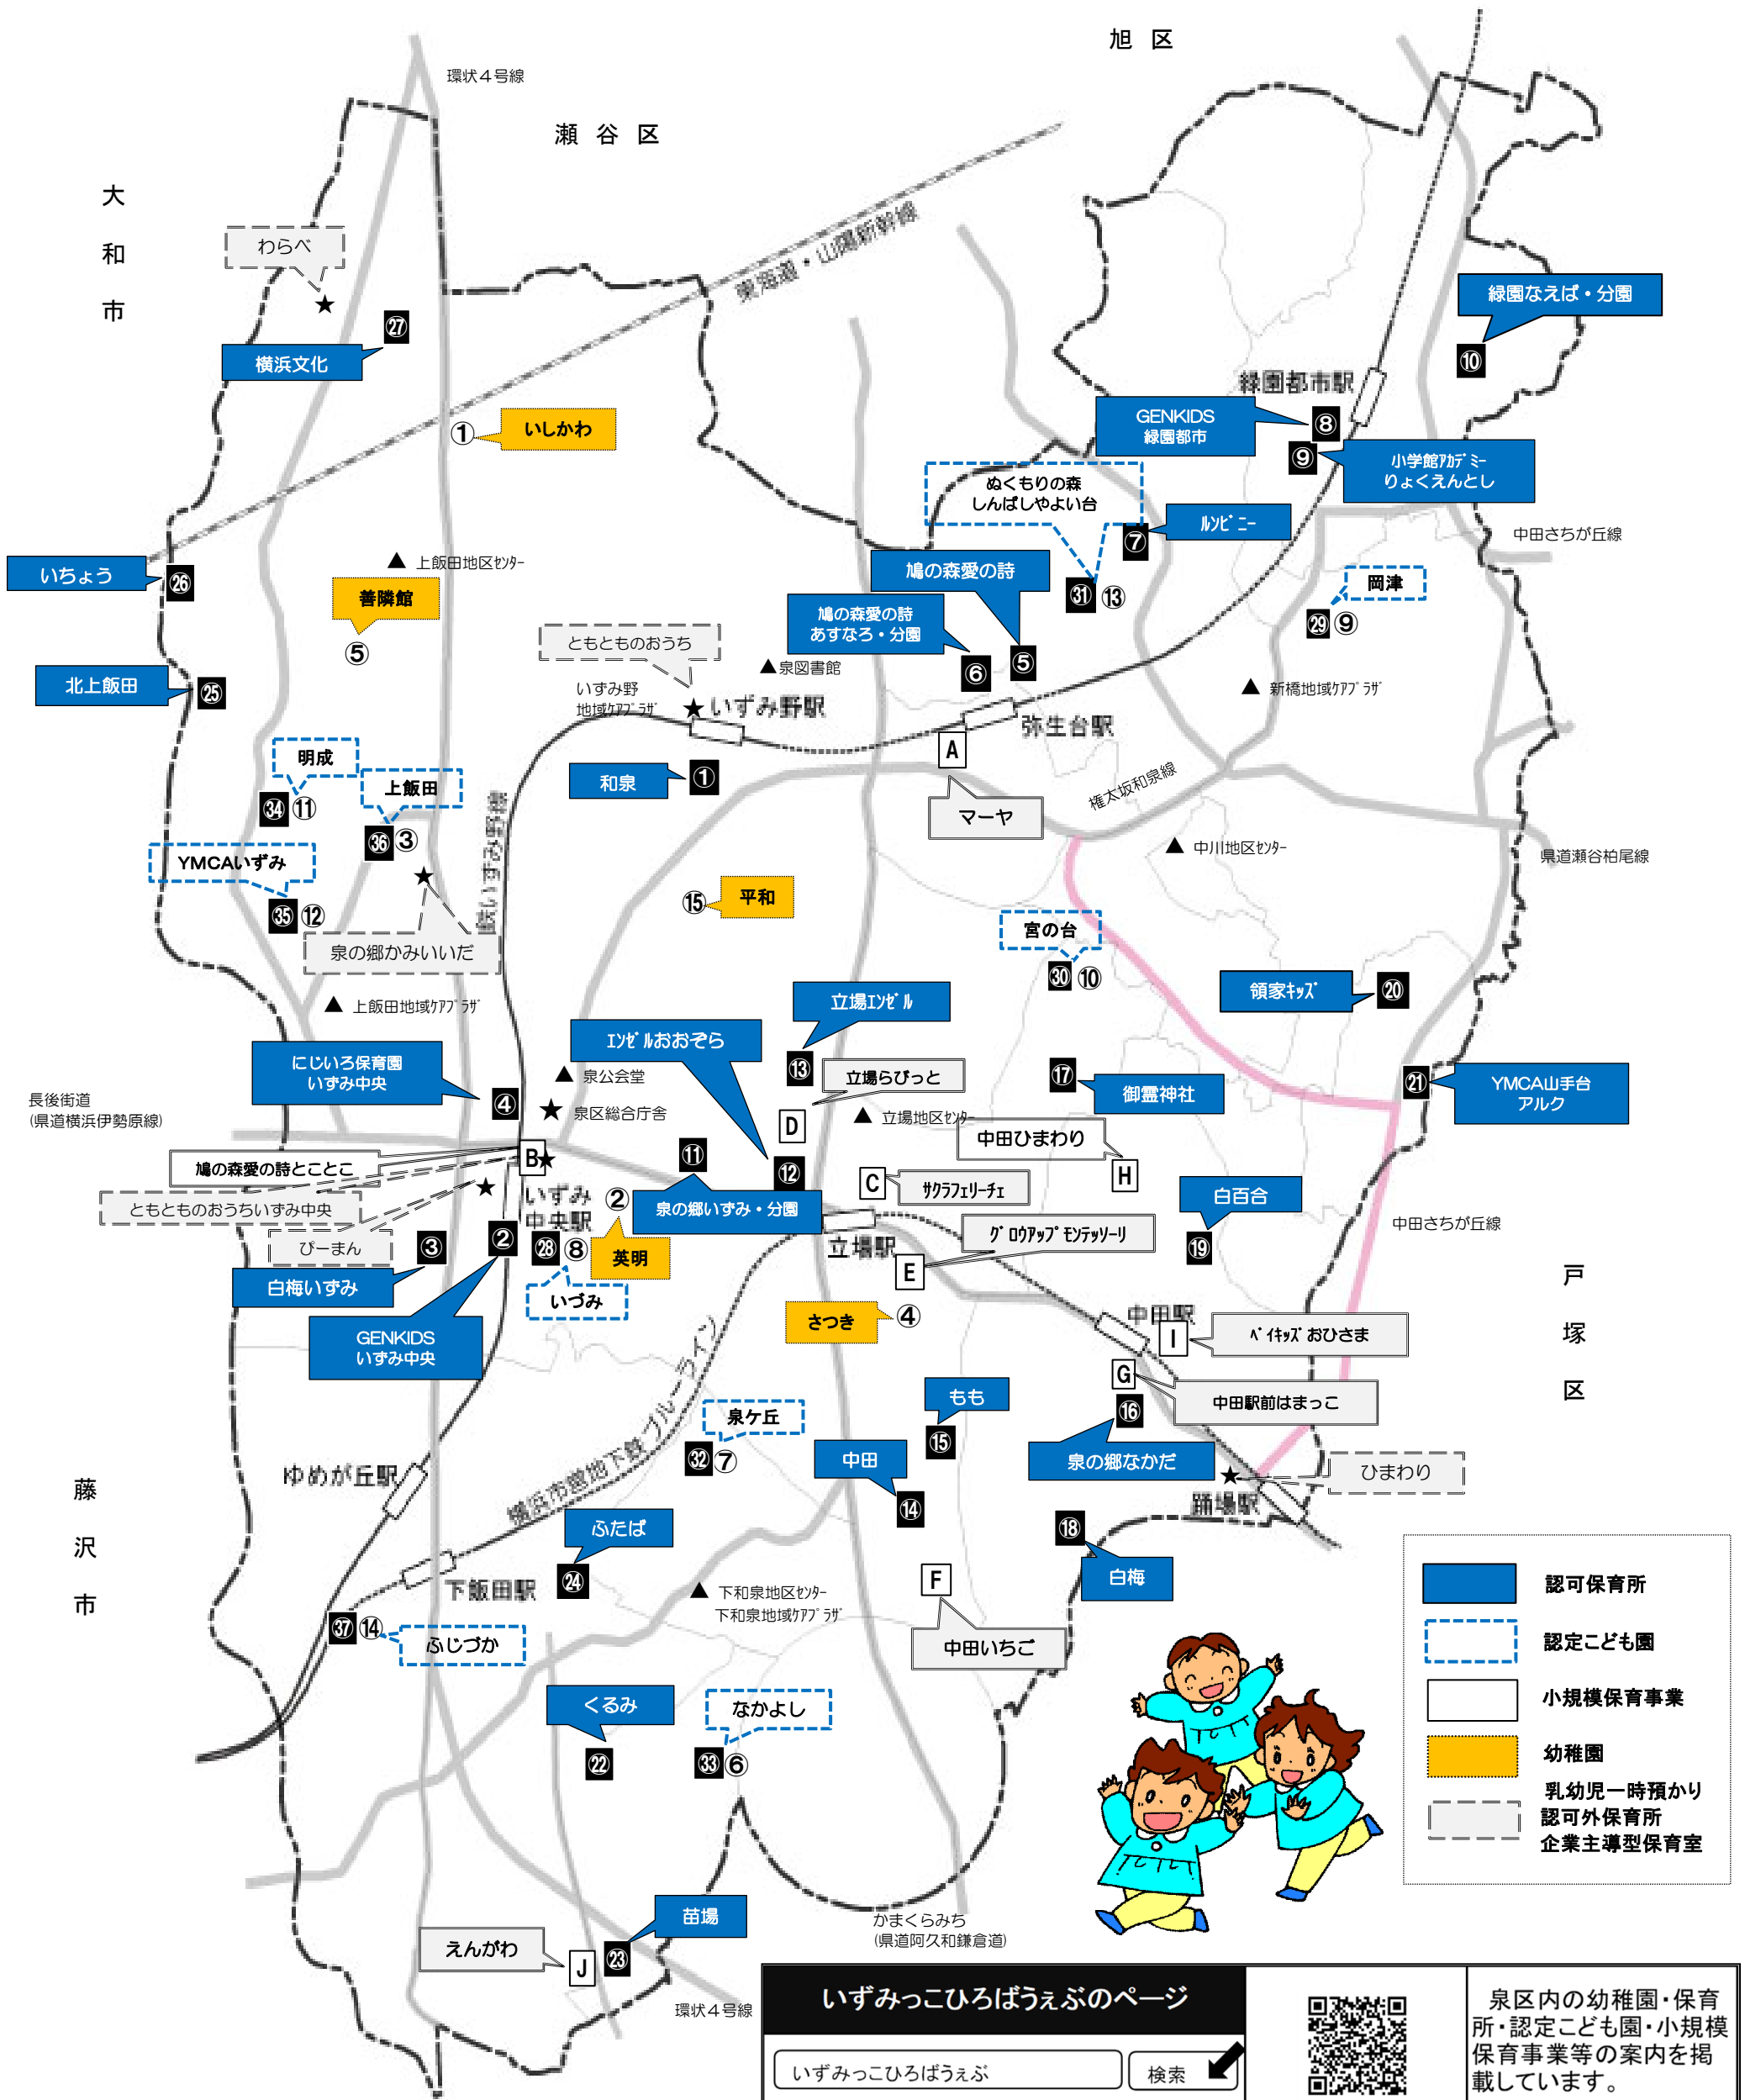 旭 区
環状４号線
瀬 谷 区
大
和
市
東海道・山陽新幹線
わらべ
緑園なえば・分園
㉗
横浜文化
⑩
緑園都市駅
GENKIDS
緑園都市
⑧
①
いしかわ
⑨
小学館ｱｶﾃﾞﾐｰ
りょくえんとし
ぬくもりの森
しんばしやよい台
⑦
ﾙﾝﾋﾞﾆｰ
中田さちが丘線
▲ 上飯田地区ｾﾝﾀｰ
いちょう
㉖
鳩の森愛の詩
岡津
善隣館
㉛ ⑬
鳩の森愛の詩
あすなろ・分園
㉙ ⑨
⑤
ともとものおうち
▲泉図書館
⑥
⑤
北上飯田
㉕
いずみ野
地域ｹｱﾌﾟﾗｻﾞ
★ いずみ野駅
▲ 新橋地域ｹｱﾌﾟﾗｻﾞ
弥生台駅
A
明成
和泉
①
上飯田
権太坂和泉線
㉞ ⑪
マーヤ
㊱ ③
YMCAいずみ
▲ 中川地区ｾﾝﾀｰ
県道瀬谷柏尾線
㉟ ⑫
⑮
平和
宮の台
泉の郷かみいいだ
㉚ ⑩
領家ｷｯｽﾞ
⑳
▲ 上飯田地域ｹｱﾌﾟﾗｻﾞ
立場ｴﾝｾﾞﾙ
ｴﾝｾﾞﾙおおぞら
にじいろ保育園
いずみ中央
⑬
立場らびっと
⑰
御霊神社
㉑
YMCA山手台
アルク
▲ 泉公会堂
長後街道
(県道横浜伊勢原線)
④
★ 泉区総合庁舎
D
▲ 立場地区ｾﾝﾀｰ
中田ひまわり
鳩の森愛の詩とことこ
B★
⑪
⑫
C
ｻｸﾗﾌｪﾘｰﾁｪ
H
ともとものおうちいずみ中央
いずみ
中央駅
②
泉の郷いずみ・分園
白百合
中田さちが丘線
ぴーまん
③
②
㉘ ⑧
英明
立場駅
ｸﾞﾛｳｱｯﾌﾟﾓﾝﾃｯｿｰﾘ
⑲
白梅いずみ
E
戸
塚
区
いづみ
さつき
④
中田駅
GENKIDS
いずみ中央
I
ﾍﾞｲｷｯｽﾞおひさま
G
中田駅前はまっこ
横浜市営地下鉄ブルーライン
もも
泉ケ丘
⑯
⑮
㉜ ⑦
中田
泉の郷なかだ
ひまわり
ゆめが丘駅
踊場駅
藤
沢
市
⑭
ふたば
⑱
白梅
下飯田駅
㉔
F
▲ 下和泉地区ｾﾝﾀｰ
下和泉地域ｹｱﾌﾟﾗｻﾞ
㊲ ⑭
ふじづか
中田いちご
認可保育所
認定こども園
小規模保育事業
幼稚園
乳幼児一時預かり
認可外保育所
企業主導型保育室
くるみ
なかよし
㉒
㉝ ⑥
苗場
かまくらみち
(県道阿久和鎌倉道)
えんがわ
J
㉓
環状４号線
いずみっこひろばうぇぶのページ
いずみっこひろばうぇぶ
検索
泉区内の幼稚園・保育
所・認定こども園・小規模
保育事業等の案内を掲
載しています。